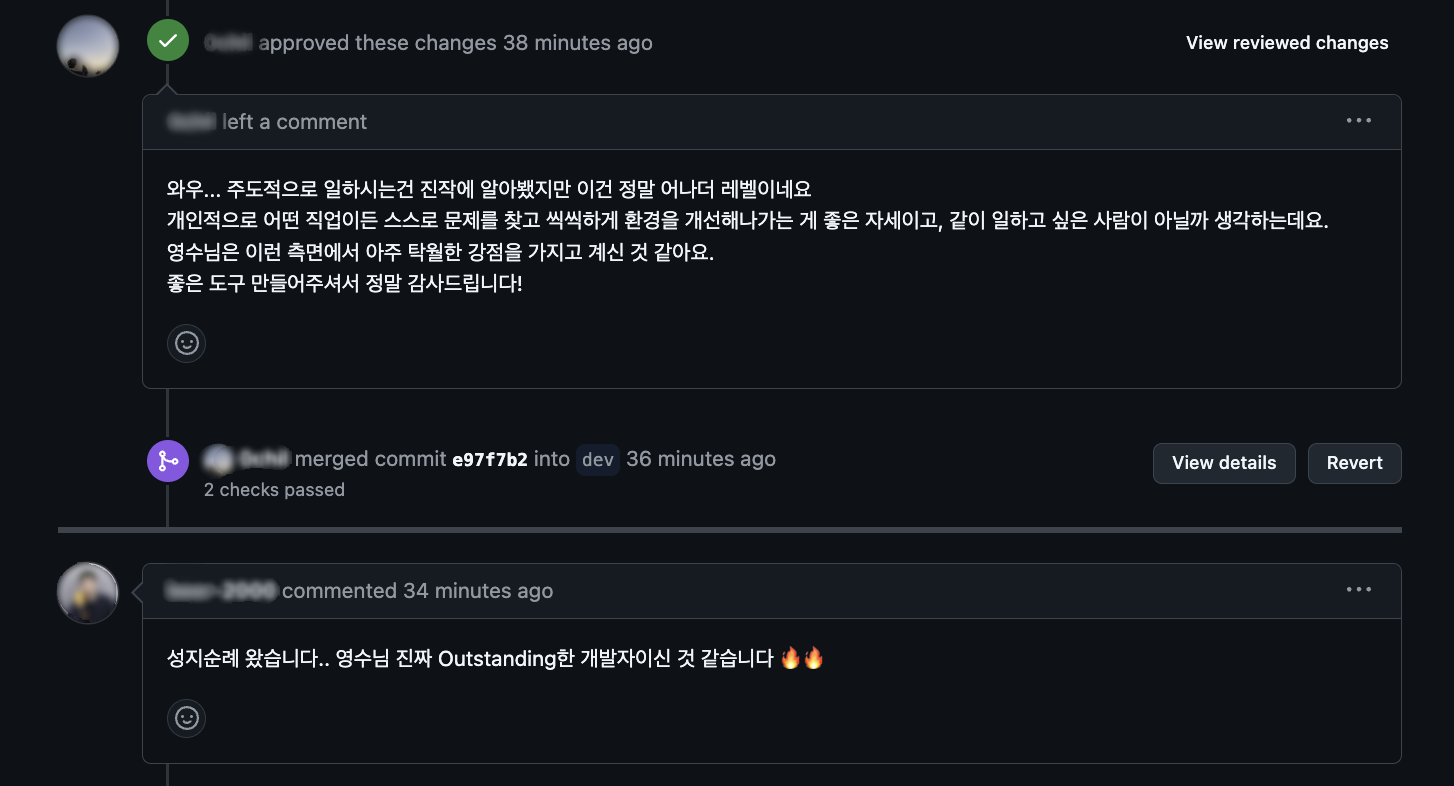 approved these changes 38 minutes ago
View reviewed changes
left a comment
와우... 주도적으로 일하시는건 진작에 알아봤지만 이건 정말 어나더 레벨이네요
개인적으로 어떤 직업이든 스스로 문제를 찾고 씩씩하게 환경을 개선해나가는 게 좋은 자세이고, 같이 일하고 싶은 사람이 아닐까 생각하는데요.
영수님은 이런 측면에서 아주 탁월한 강점을 가지고 계신 것 같아요.
좋은 도구 만들어주셔서 정말 감사드립니다!
merged commit e97f7b2 into dev 36 minutes ago
View details
Revert
2 checks passed
commented 34 minutes ago
성지순례 왔습니다.. 영수님 진짜 Outstanding한 개발자이신 것 같습니다 🔥🔥